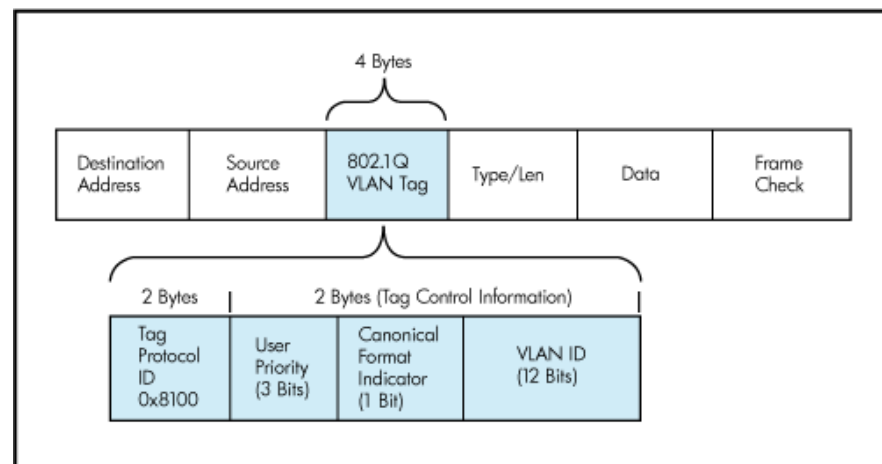 4 Bytes
Destination
Address
Source
Address
802.1Q
VLAN Tag
Type/Len
Data
Frame
Check
2 Bytes
2 Bytes (Tag Control Information)
Tag
Protocol
ID
0x8100
User
Priority
(3 Bits)
Canonical
Format
Indicator
(1 Bit)
VLAN ID
(12 Bits)